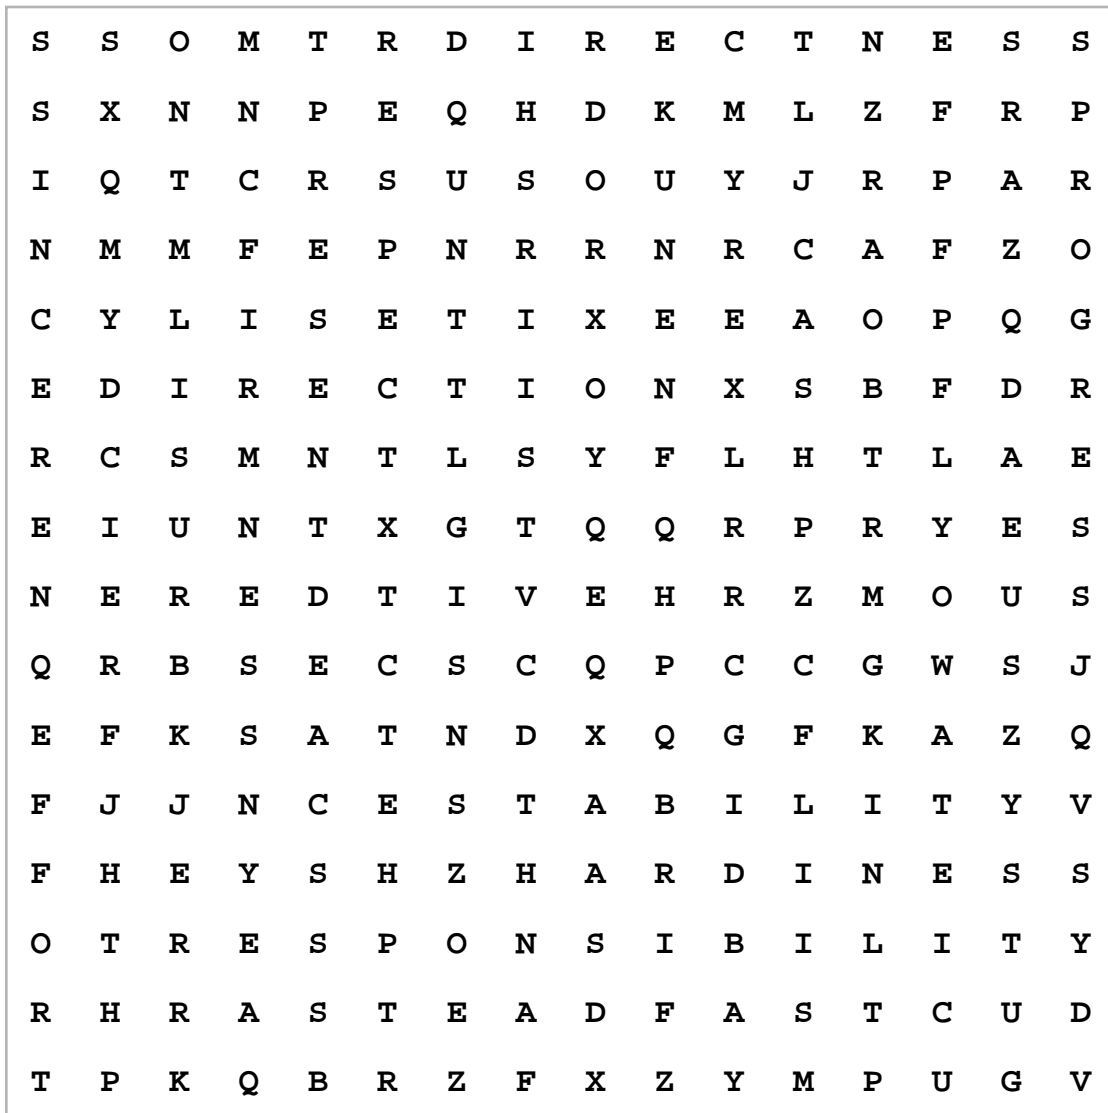 S S O M T R D I R E C T N E S S
S X N N P E Q H D K M L Z F R P
I Q T C R S U S O U Y J R P A R
N M M F E P N R R N R C A F Z O
C Y L I S E T I X E E A O P Q G
E D I R E C T I O N X S B F D R
R C S M N T L S Y F L H T L A E
E I U N T X G T Q Q R P R Y E S
N E R E D T I V E H R Z M O U S
Q R B S E C S C Q P C C G W S J
E F K S A T N D X Q G F K A Z Q
F J J N C E S T A B I L I T Y V
F H E Y S H Z H A R D I N E S S
O T R E S P O N S I B I L I T Y
R H R A S T E A D F A S T C U D
T P K Q B R Z F X Z Y M P U G V